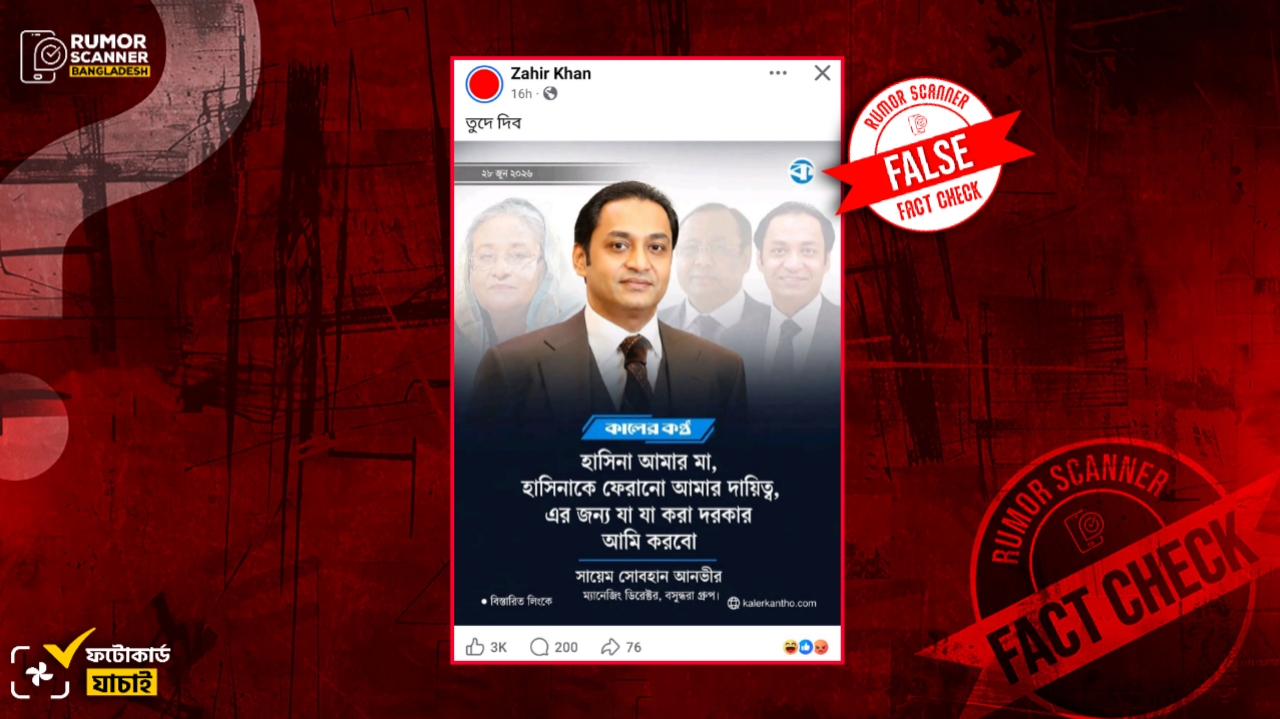 RUMOR
SCANNER
BANGLADESH
Zahir Khan
16h
তুদে দিব
২৮ জুন ২০২৬
RUMOR SCANNER
FALSE
FACT CHECK
কালের কণ্ঠ
হাসিনা আমার মা,
হাসিনাকে ফেরানো আমার দায়িত্ব,
এর জন্য যা যা করা দরকার
আমি করবো
সায়েম সোবহান আনভীর
ম্যানেজিং ডিরেক্টর, বসুন্ধরা গ্রুপ।
● বিস্তারিত লিংকে
kalerkantho.com
3K 200 76
RUMOR SCANNER
FACT CHECK
ফটোকার্ড
যাচাই